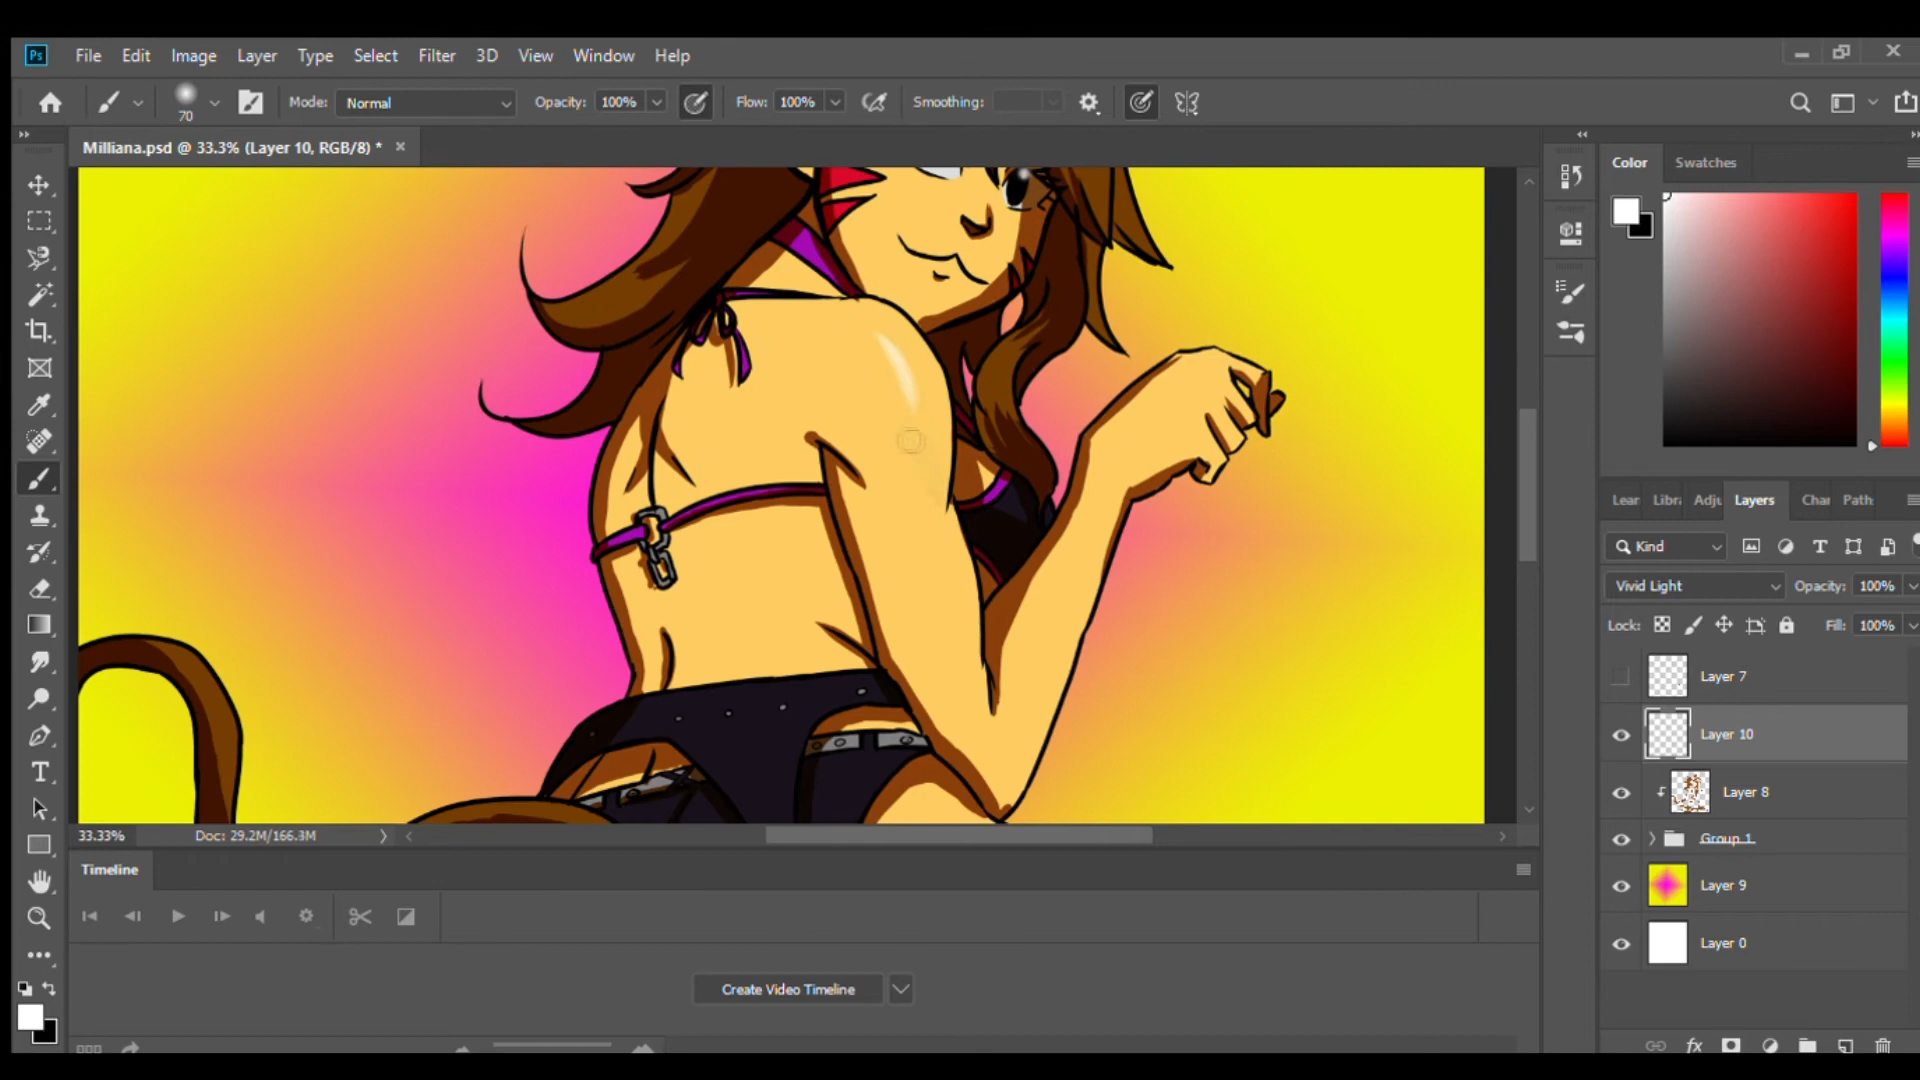 Ps File Edit Image Layer Type Select Filter 3D View Window Help
70 Mode: Normal Opacity: 100% Flow: 100% Smoothing:
Milliana.psd @ 33.3% (Layer 10, RGB/8) * ×
Color Swatches
Lear Libr Adju Layers Chai Path
Kind
Vivid Light Opacity: 100%
Lock: Fill: 100%
Layer 7
Layer 10
Layer 8
Group 1
Layer 9
Layer 0
33.33% Doc: 29.2M/166.3M
Timeline
Create Video Timeline
fx